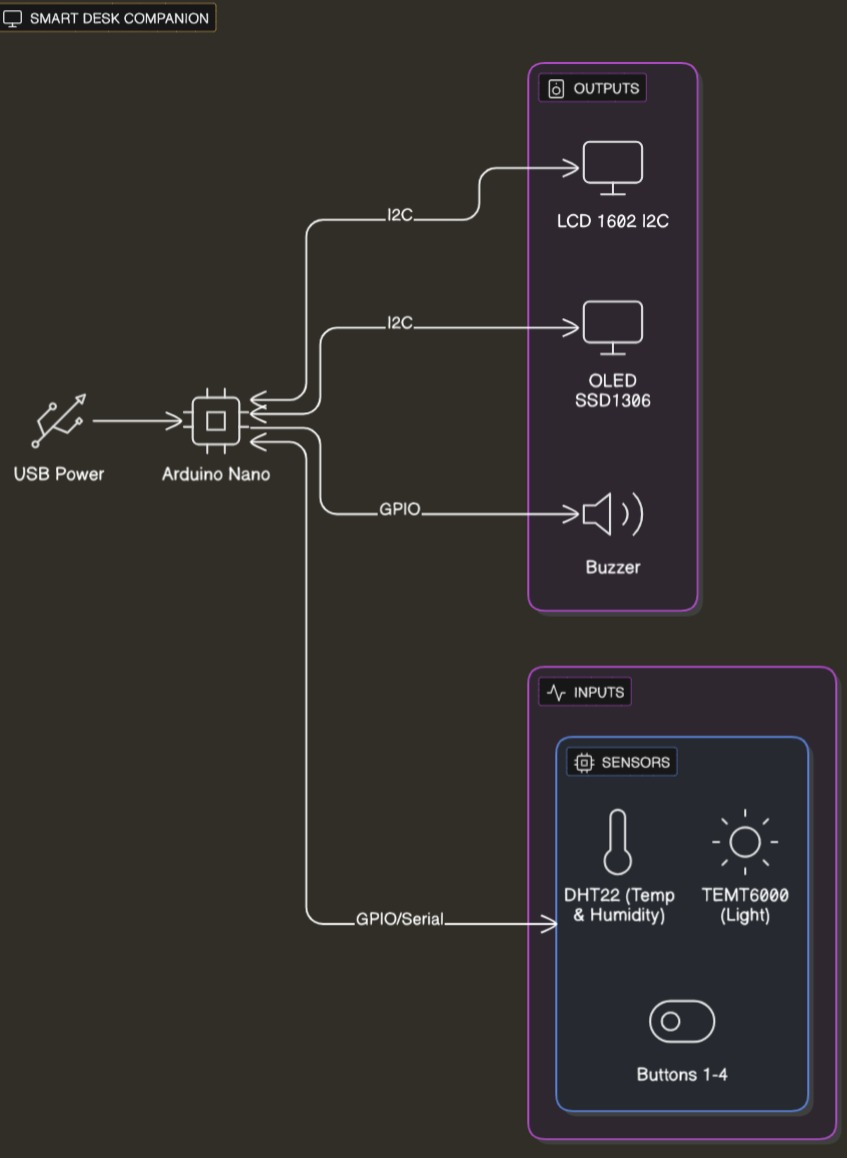 SMART DESK COMPANION
OUTPUTS
I2C
LCD 1602 I2C
I2C
OLED
SSD1306
USB Power
Arduino Nano
GPIO
Buzzer
INPUTS
SENSORS
DHT22 (Temp
& Humidity)
TEMT6000
(Light)
GPIO/Serial
Buttons 1-4